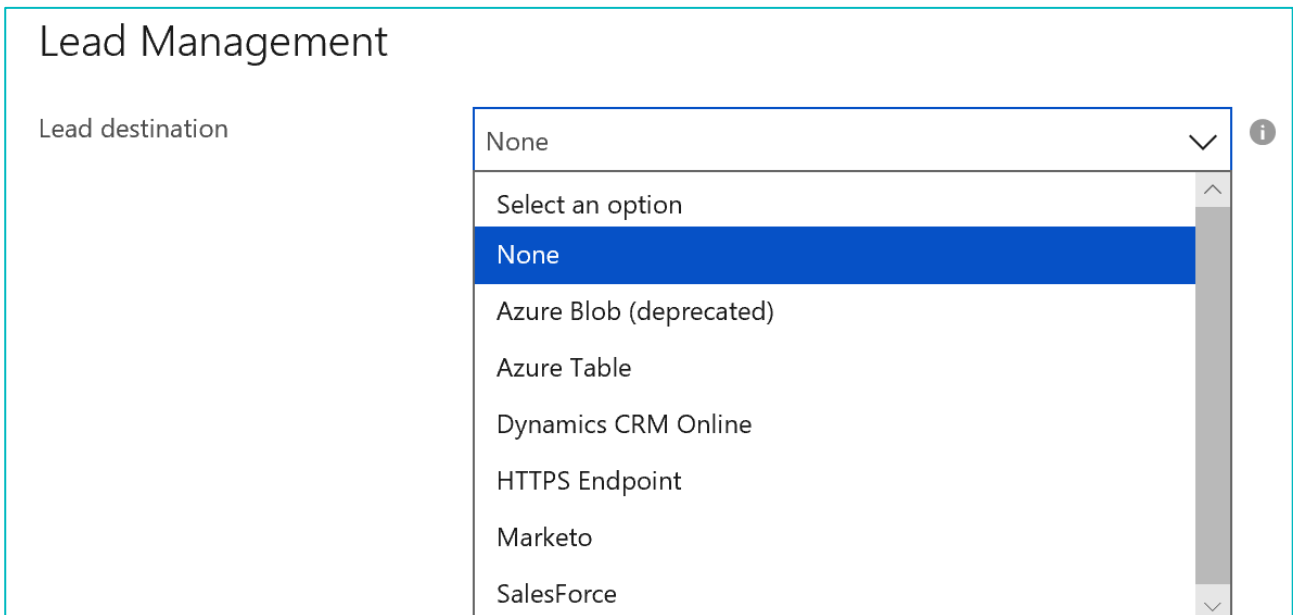 Lead Management
Lead destination
None
Select an option
None
Azure Blob (deprecated)
Azure Table
Dynamics CRM Online
HTTPS Endpoint
Marketo
SalesForce